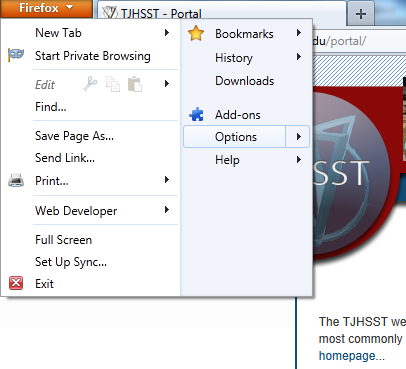 Firefox
TJHSST - Portal
du/portal/
New Tab
Start Private Browsing
Edit
Find...
Save Page As...
Send Link...
Print...
Web Developer
Full Screen
Set Up Sync...
Exit
Bookmarks
History
Downloads
Add-ons
Options
Help
SST
The TJHSST we
most commonly
homepage...